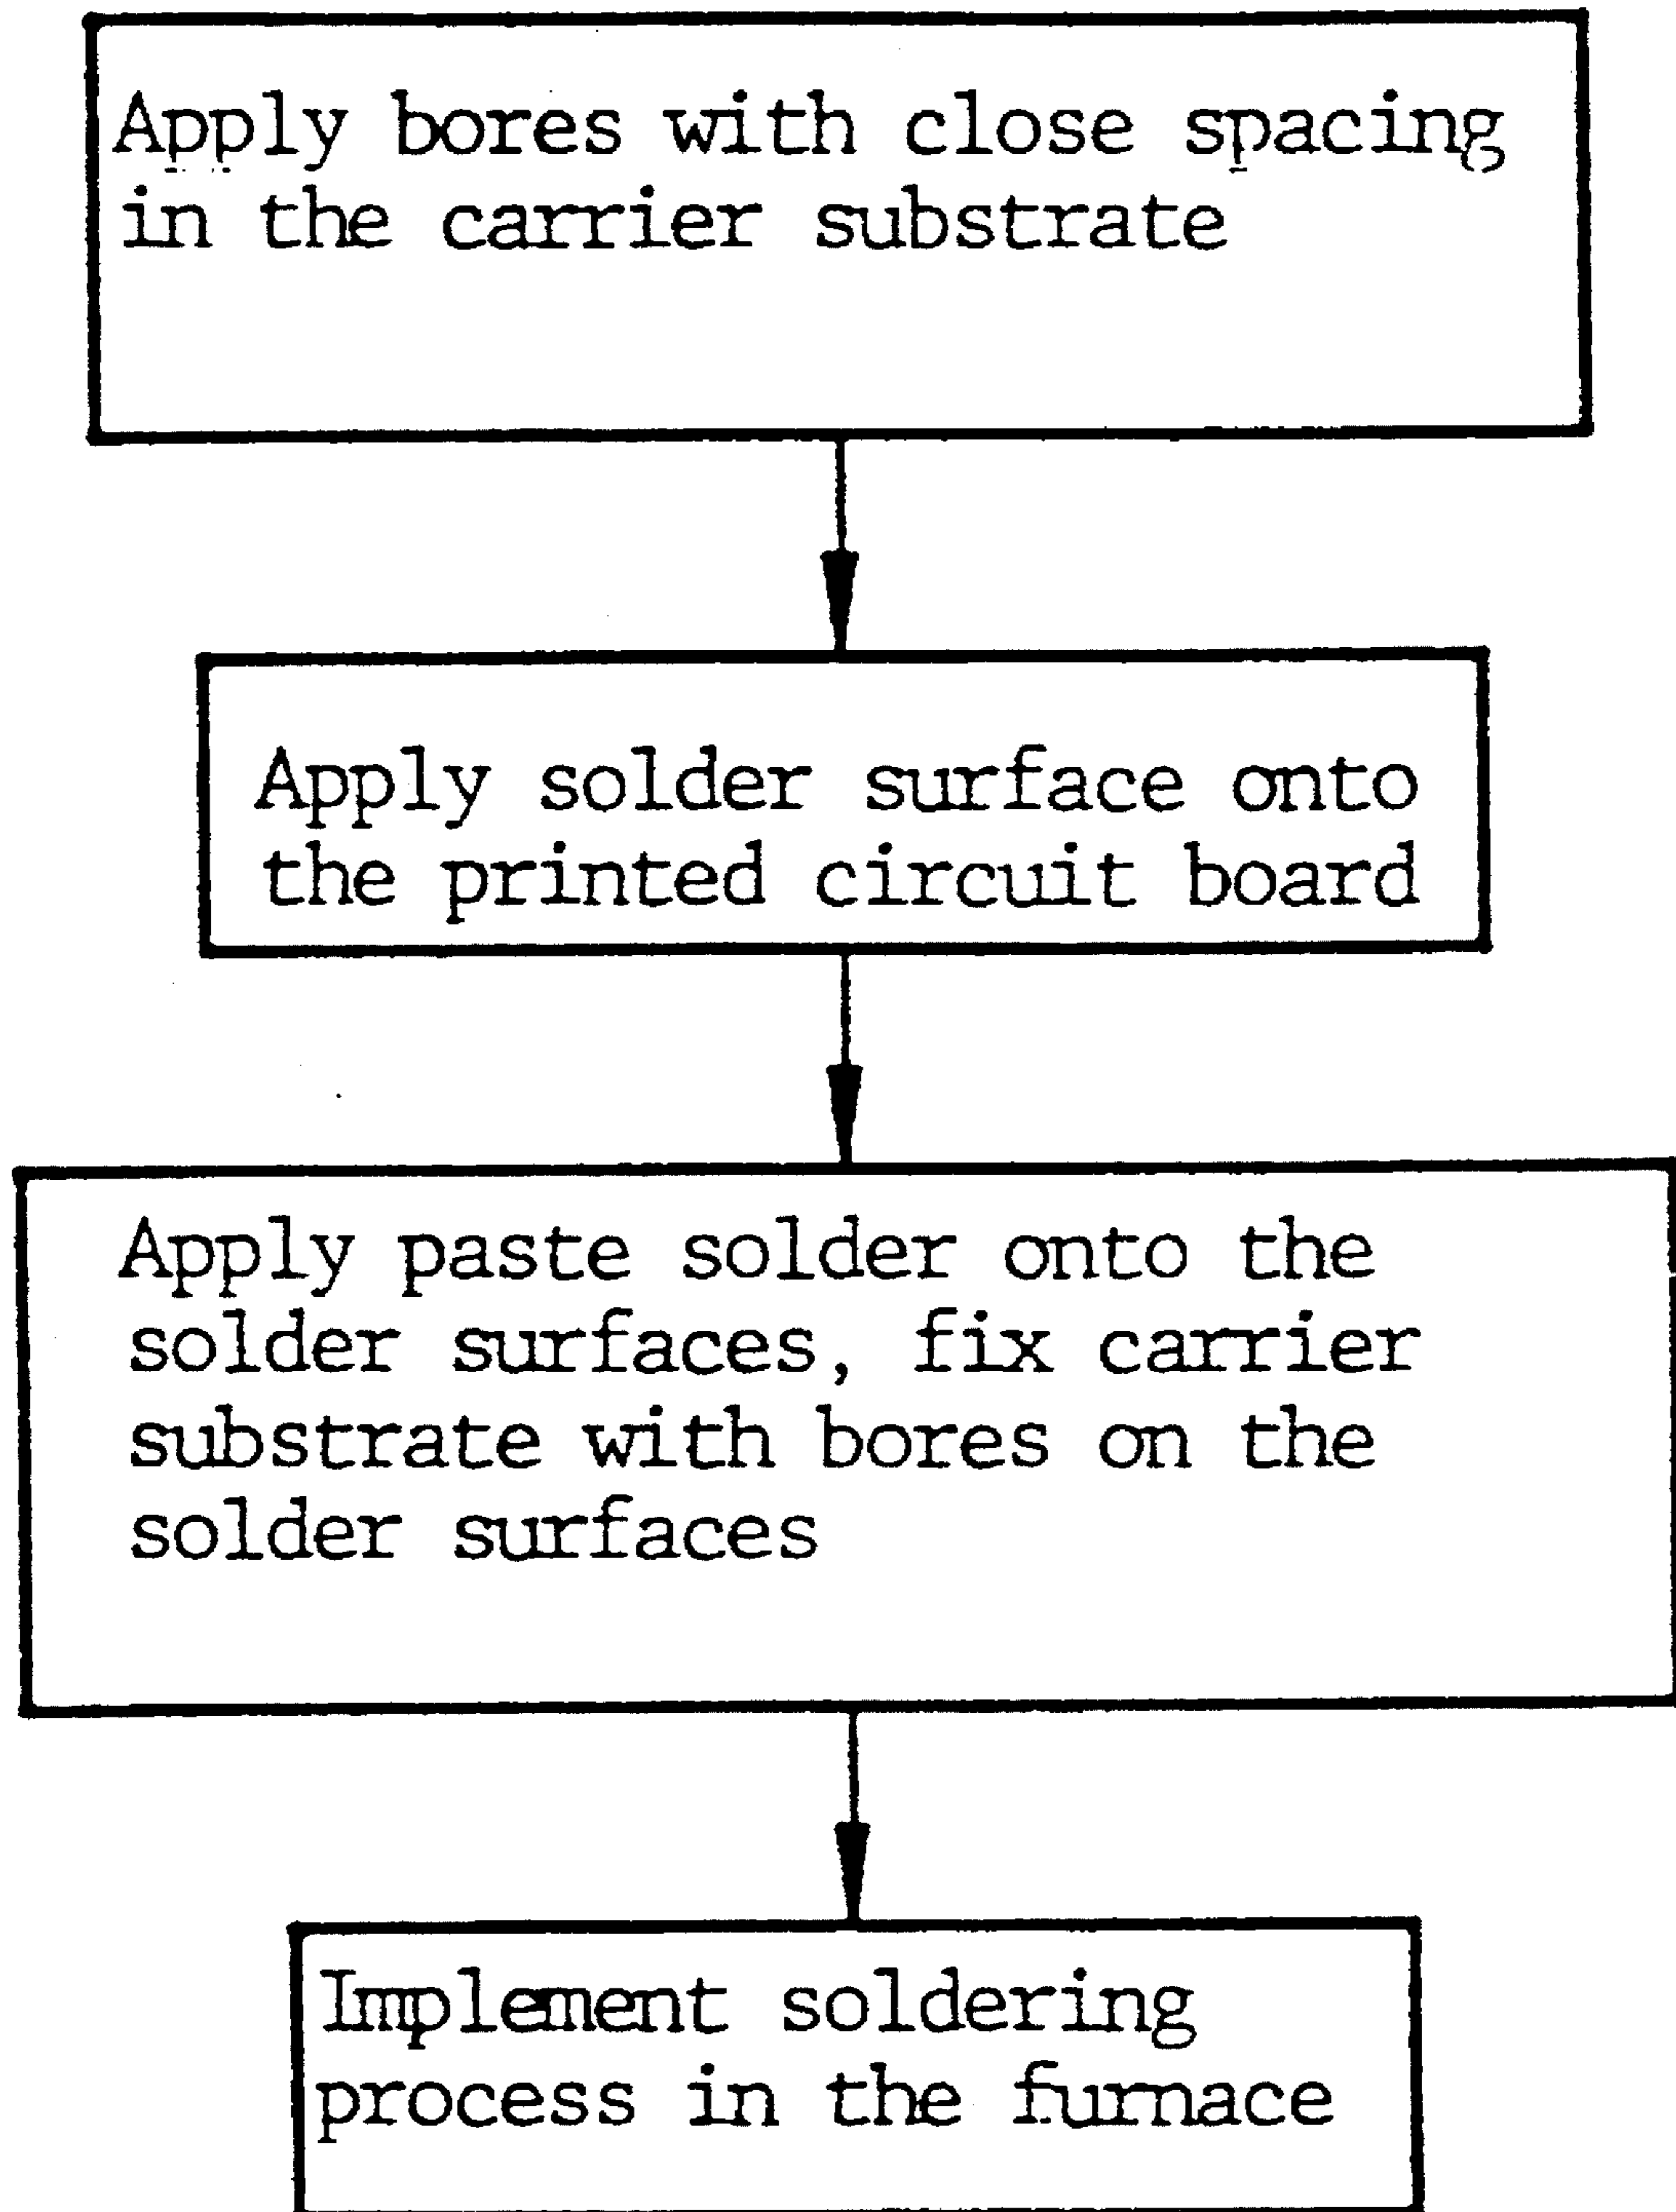 Apply bores with close spacing
in the carrier substrate
Apply solder surface onto
the printed circuit board
Apply paste solder onto the
solder surfaces, fix carrier
substrate with bores on the
solder surfaces
Implement soldering
process in the furnace